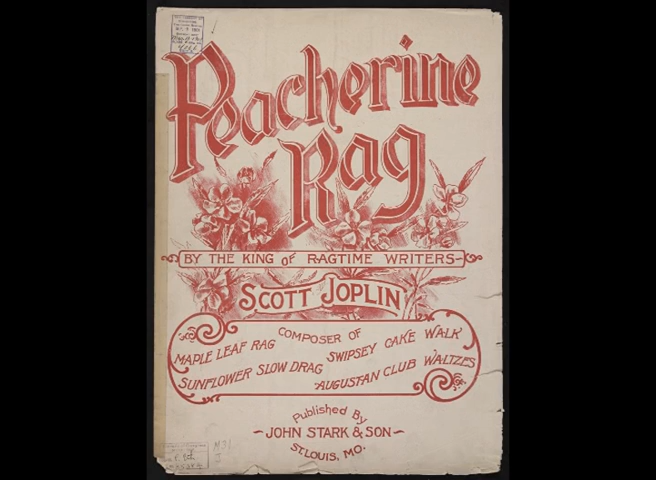 Peacherine
Rag
BY THE KING OF RAGTIME WRITERS-
SCOTT JOPLIN
COMPOSER OF
MAPLE LEAF RAG
SWIPSEY CAKE WALK
SUNFLOWER SLOW DRAG
AUGUSTAN CLUB WALTZES
Published By
-JOHN STARK & SON-
ST. LOUIS, MO.